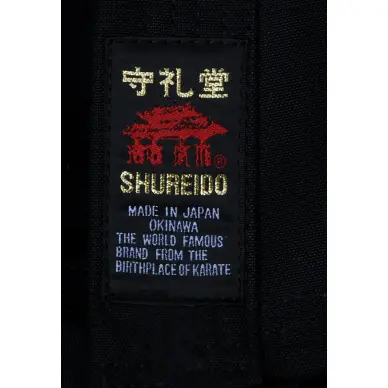 守礼堂
®
SHUREIDO
MADE IN JAPAN
OKINAWA
THE WORLD FAMOUS
BRAND FROM THE
BIRTHPLACE OF KARATE